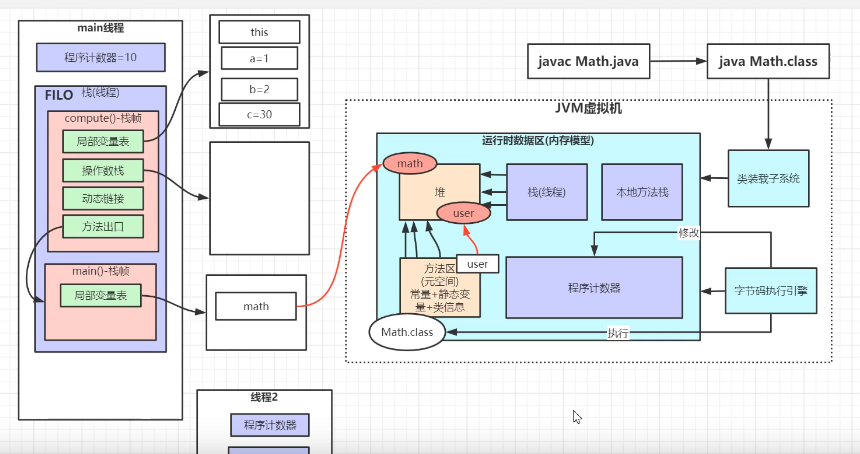 main线程
程序计数器=10
FILO
栈(线程)
compute()-栈帧
局部变量表
操作数栈
动态链接
方法出口
main()-栈帧
局部变量表
this
a=1
b=2
c=30
math
线程2
程序计数器
javac Math.java
java Math.class
JVM虚拟机
运行时数据区(内存模型)
math
堆
user
栈(线程)
本地方法栈
类装载子系统
修改
方法区
(元空间)
常量+静态变
量+类信息
user
程序计数器
字节码执行引擎
Math.class
执行